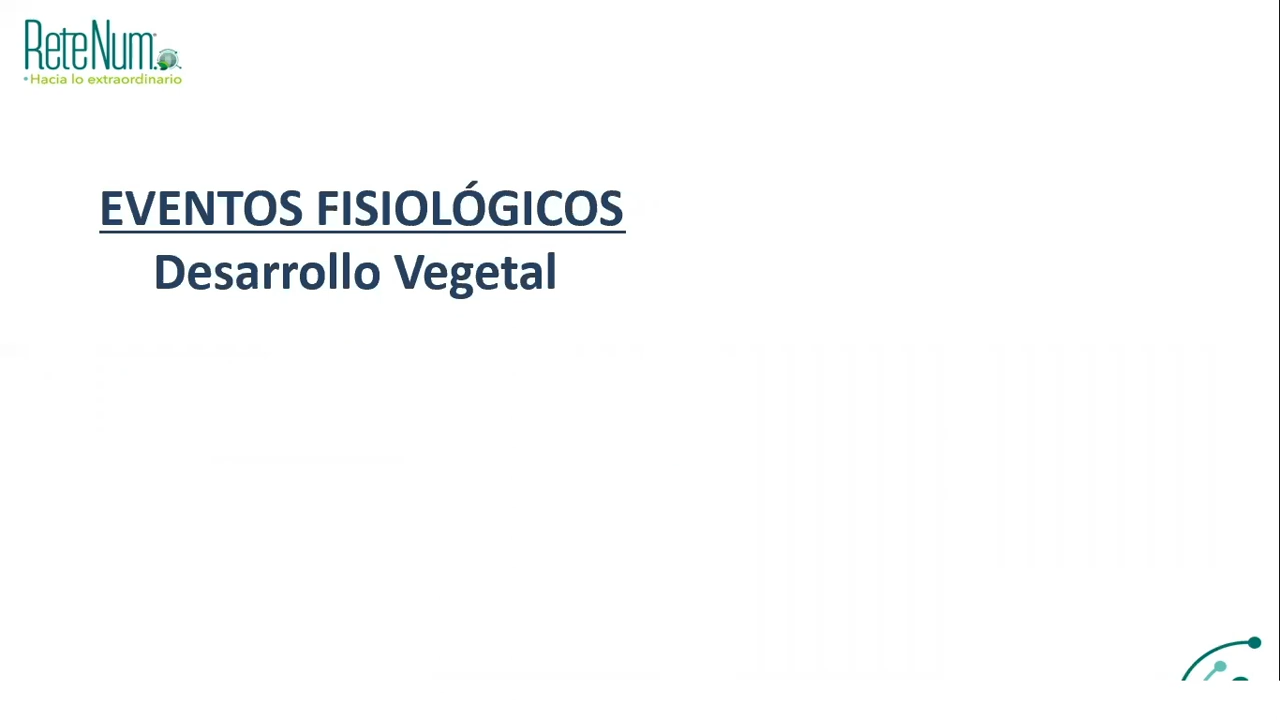 ReteNum
Hacia lo extraordinario
EVENTOS FISIOLÓGICOS
Desarrollo Vegetal